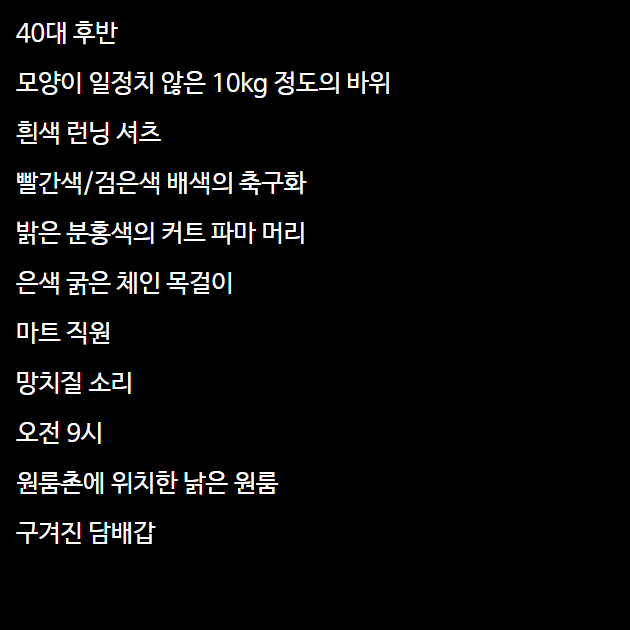 40대 후반
모양이 일정치 않은 10kg 정도의 바위
흰색 런닝 셔츠
빨간색/검은색 배색의 축구화
밝은 분홍색의 커트 파마 머리
은색 굵은 체인 목걸이
마트 직원
망치질 소리
오전 9시
원룸촌에 위치한 낡은 원룸
구겨진 담배갑